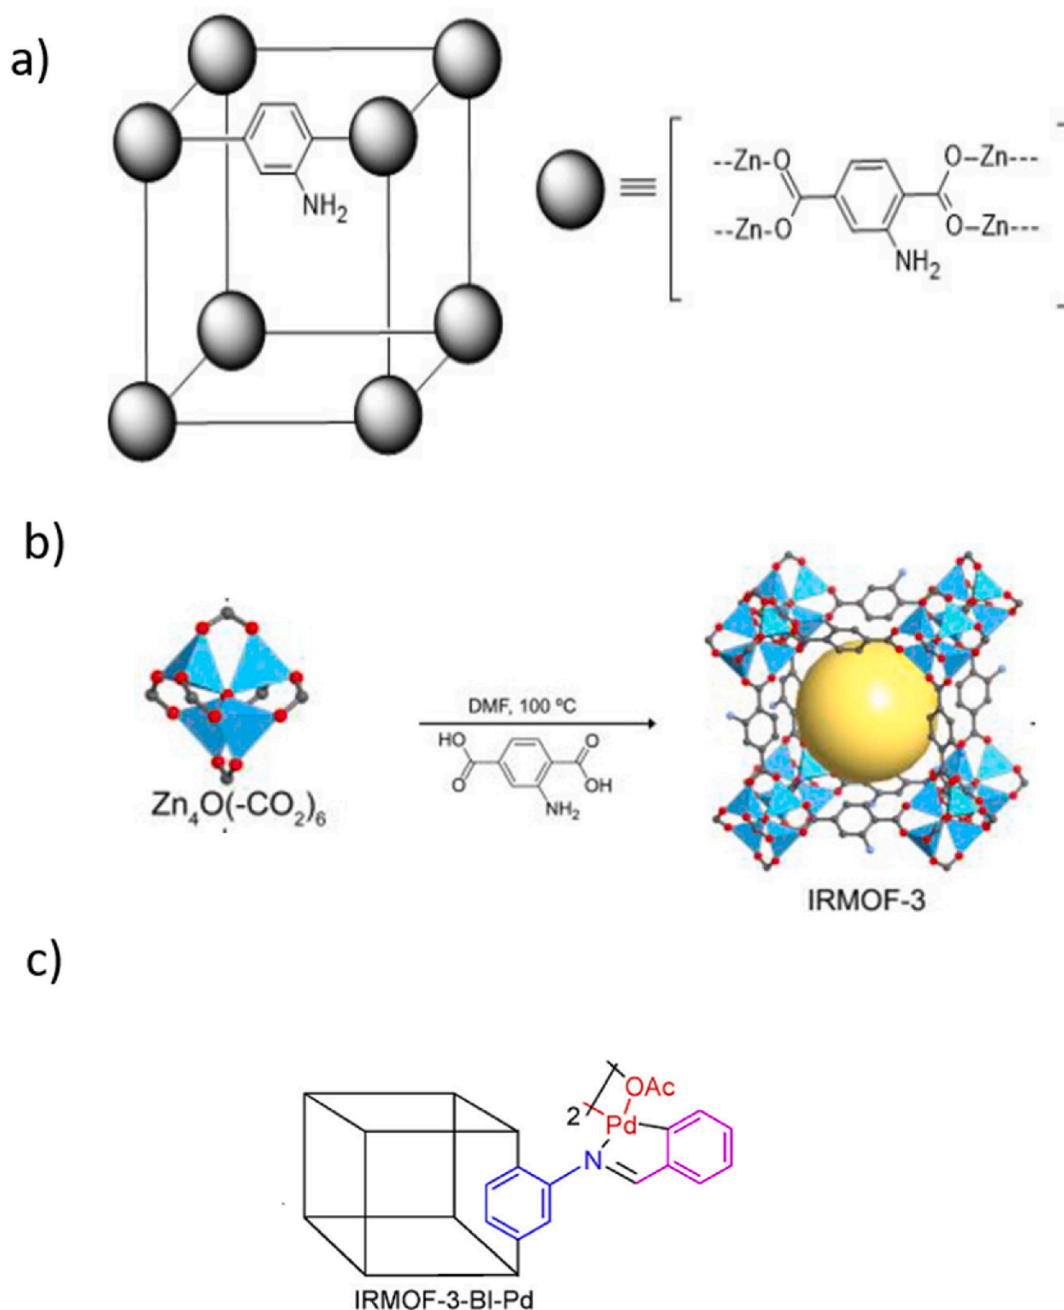 a)
NH₂
--Zn-O
O-Zn---
--Zn-O
O-Zn---
NH₂
b)
DMF, 100 ºC
HO
O
O
OH
NH₂
Zn₄O(-CO₂)₆
IRMOF-3
c)
OAc
2
Pd
N
IRMOF-3-BI-Pd